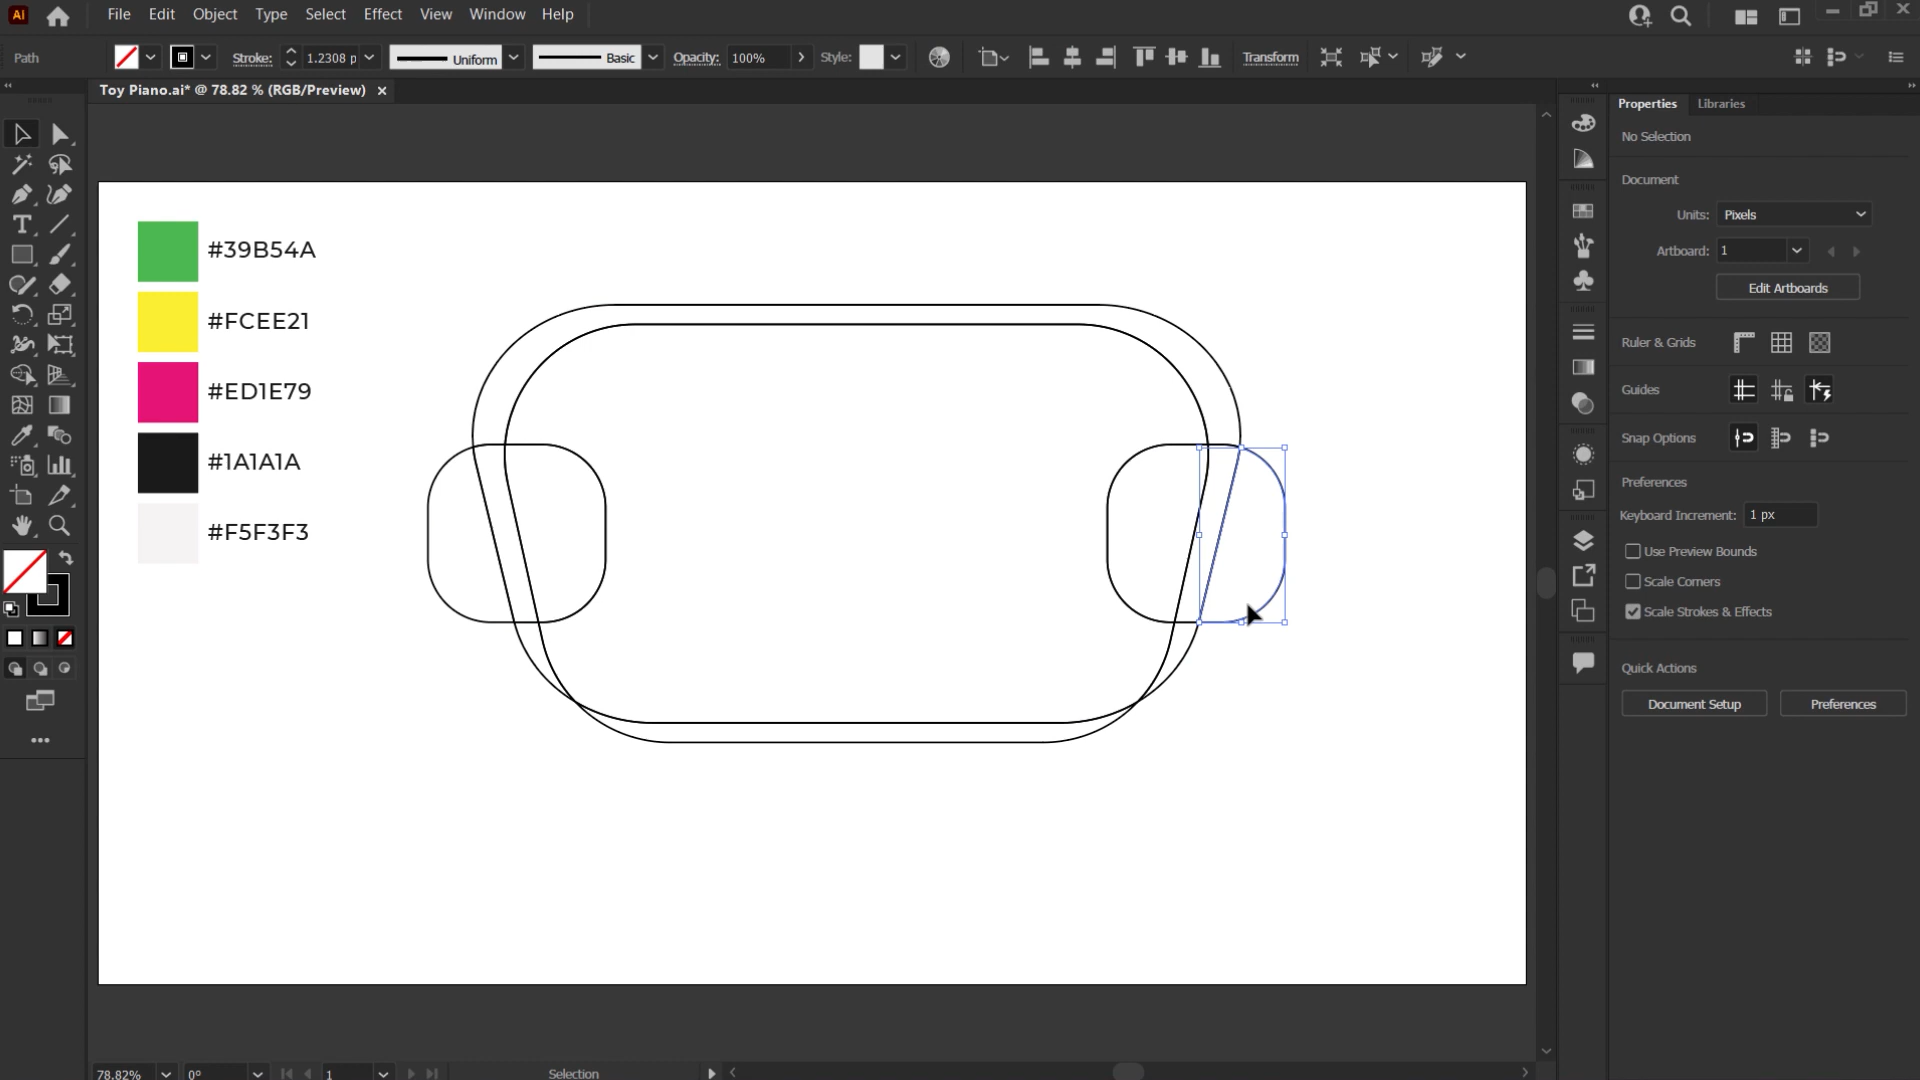 Ai File Edit Object Type Select Effect View Window Help
Path Stroke: 1.2308 p Uniform Basic Opacity: 100% Style: Transform
Toy Piano.ai* @ 78.82 % (RGB/Preview) ×
Properties Libraries
No Selection
Document
Units: Pixels
Artboard: 1
Edit Artboards
Ruler & Grids
Guides
Snap Options
Preferences
Keyboard Increment: 1 px
Use Preview Bounds
Scale Corners
Scale Strokes & Effects
Quick Actions
Document Setup Preferences
#39B54A
#FCEE21
#ED1E79
#1A1A1A
#F5F3F3
78.82% 0° 1 Selection